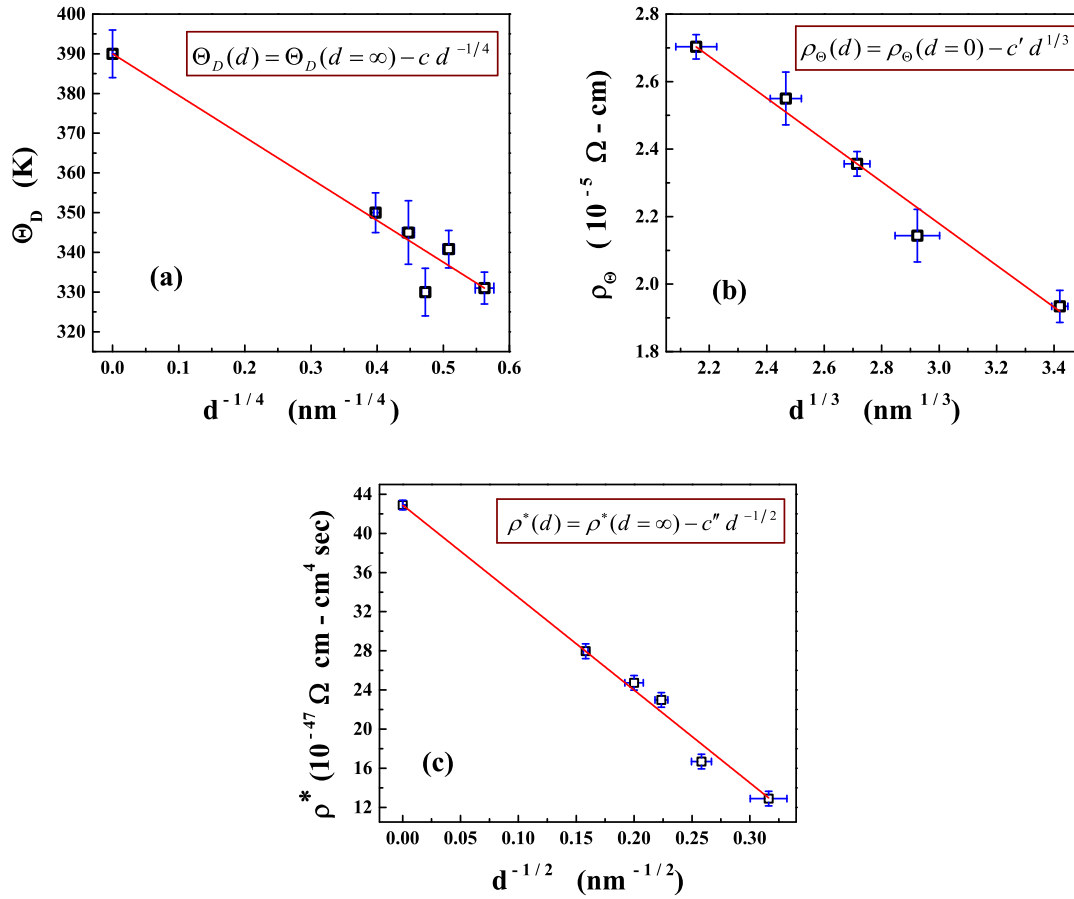 Θ_D(d) = Θ_D(d = ∞) − c d^{-1/4}
390
380
370
360
350
340
330
320
Θ_D (K)
(a)
0.0 0.1 0.2 0.3 0.4 0.5 0.6
d^{-1/4} (nm^{-1/4})
ρ_Θ(d) = ρ_Θ(d = 0) − c′ d^{1/3}
2.8
2.6
2.4
2.2
2.0
1.8
ρ_Θ (10^{-5} Ω - cm)
(b)
2.2 2.4 2.6 2.8 3.0 3.2 3.4
d^{1/3} (nm^{1/3})
ρ*(d) = ρ*(d = ∞) − c″ d^{-1/2}
44
40
36
32
28
24
20
16
12
ρ* (10^{-47} Ω cm - cm^4 sec)
(c)
0.00 0.05 0.10 0.15 0.20 0.25 0.30
d^{-1/2} (nm^{-1/2})